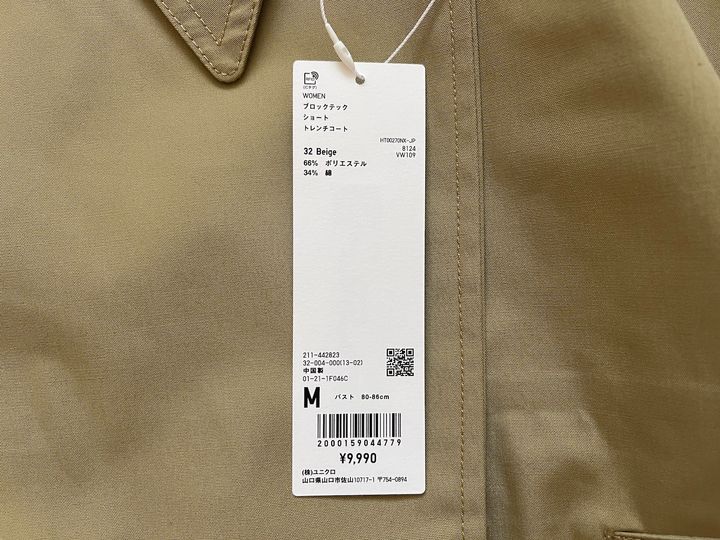 (ICタグ)
WOMEN
ブロックテック
ショート
トレンチコート
HT00270NX-JP
32 Beige 8124
VW109
66% ポリエステル
34% 綿
211-442823
32-004-000(13-02)
中国製
01-21-1F046C
M バスト 80-86cm
2000159044779
¥9,990
(株)ユニクロ
山口県山口市佐山10717-1 〒754-0894